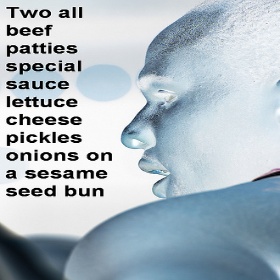 Two all
beef
patties
special
sauce
lettuce
cheese
pickles
onions on
a sesame
seed bun